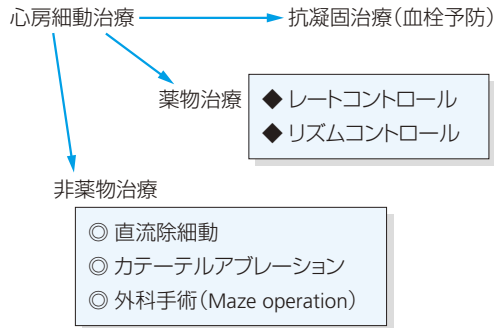 心房細動治療
抗凝固治療(血栓予防)
薬物治療
◆ レートコントロール
◆ リズムコントロール
非薬物治療
◎ 直流除細動
◎ カテーテルアブレーション
◎ 外科手術(Maze operation)